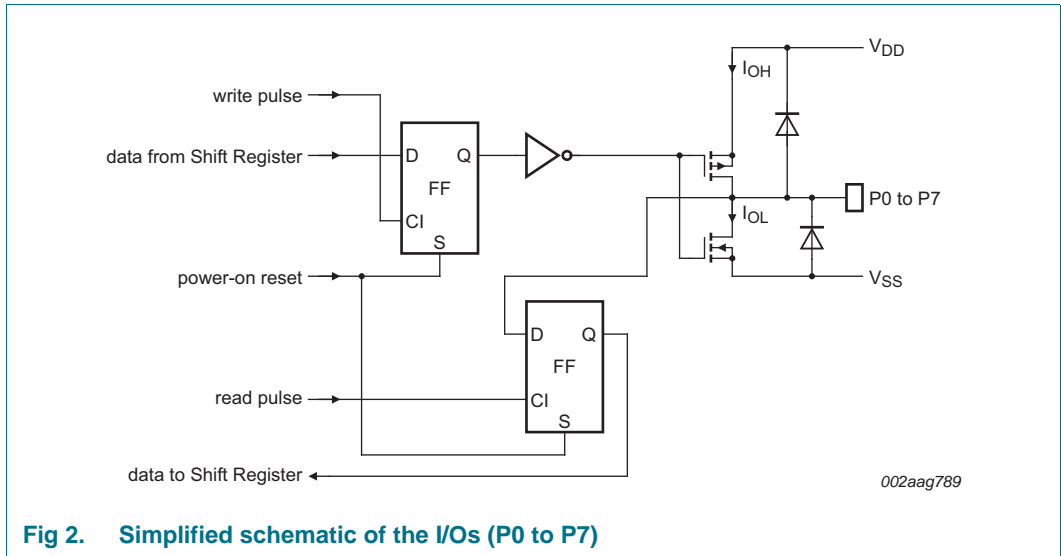 VDD
IOH
write pulse
data from Shift Register
D
Q
FF
CI
S
P0 to P7
IOL
power-on reset
VSS
D
Q
FF
read pulse
CI
S
data to Shift Register
002aag789
Fig 2. Simplified schematic of the I/Os (P0 to P7)